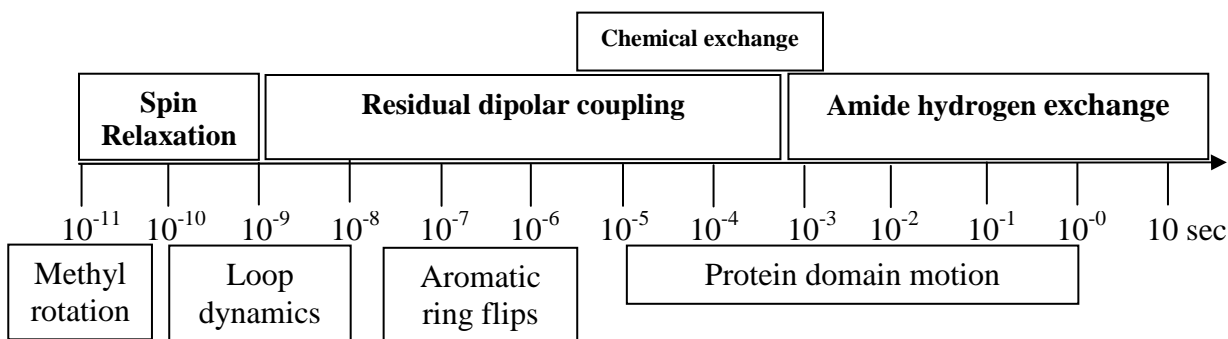 Chemical exchange
Spin
Relaxation
Residual dipolar coupling
Amide hydrogen exchange
10⁻¹¹ 10⁻¹⁰ 10⁻⁹ 10⁻⁸ 10⁻⁷ 10⁻⁶ 10⁻⁵ 10⁻⁴ 10⁻³ 10⁻² 10⁻¹ 10⁻⁰ 10 sec
Methyl
rotation
Loop
dynamics
Aromatic
ring flips
Protein domain motion